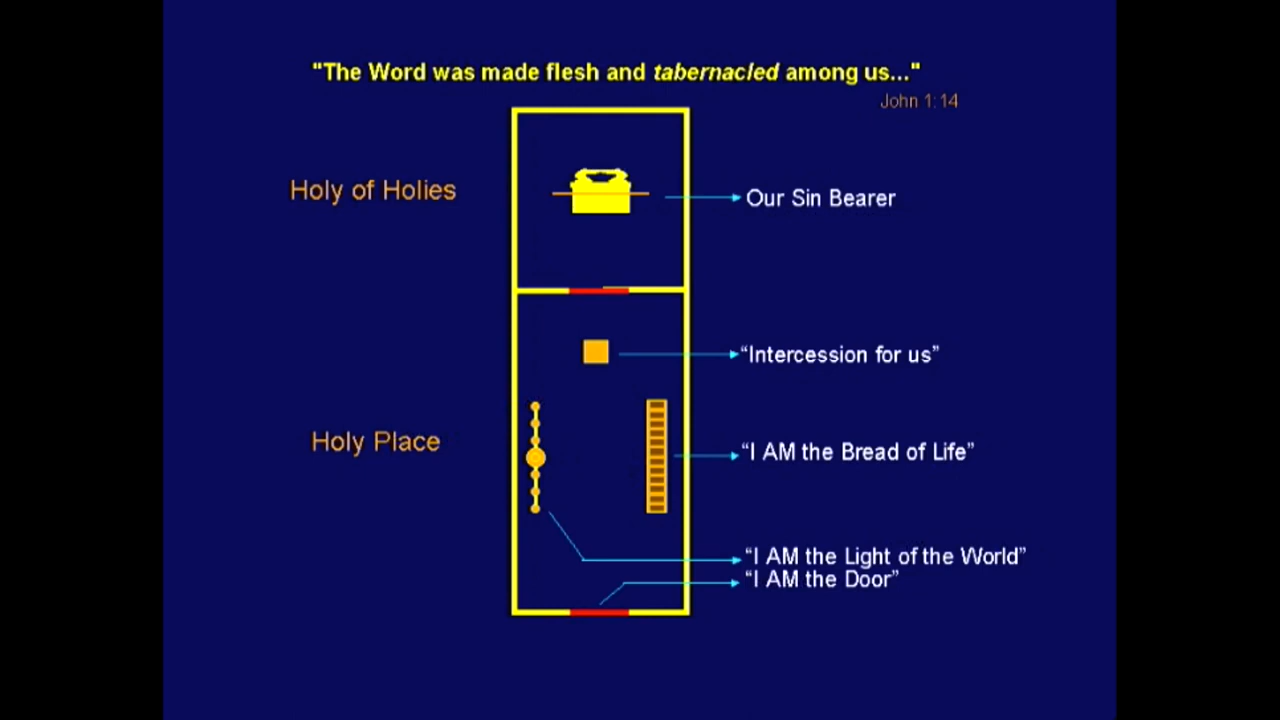 "The Word was made flesh and tabernacled among us..."
John 1:14
Holy of Holies
Our Sin Bearer
“Intercession for us”
Holy Place
“I AM the Bread of Life”
“I AM the Light of the World”
“I AM the Door”